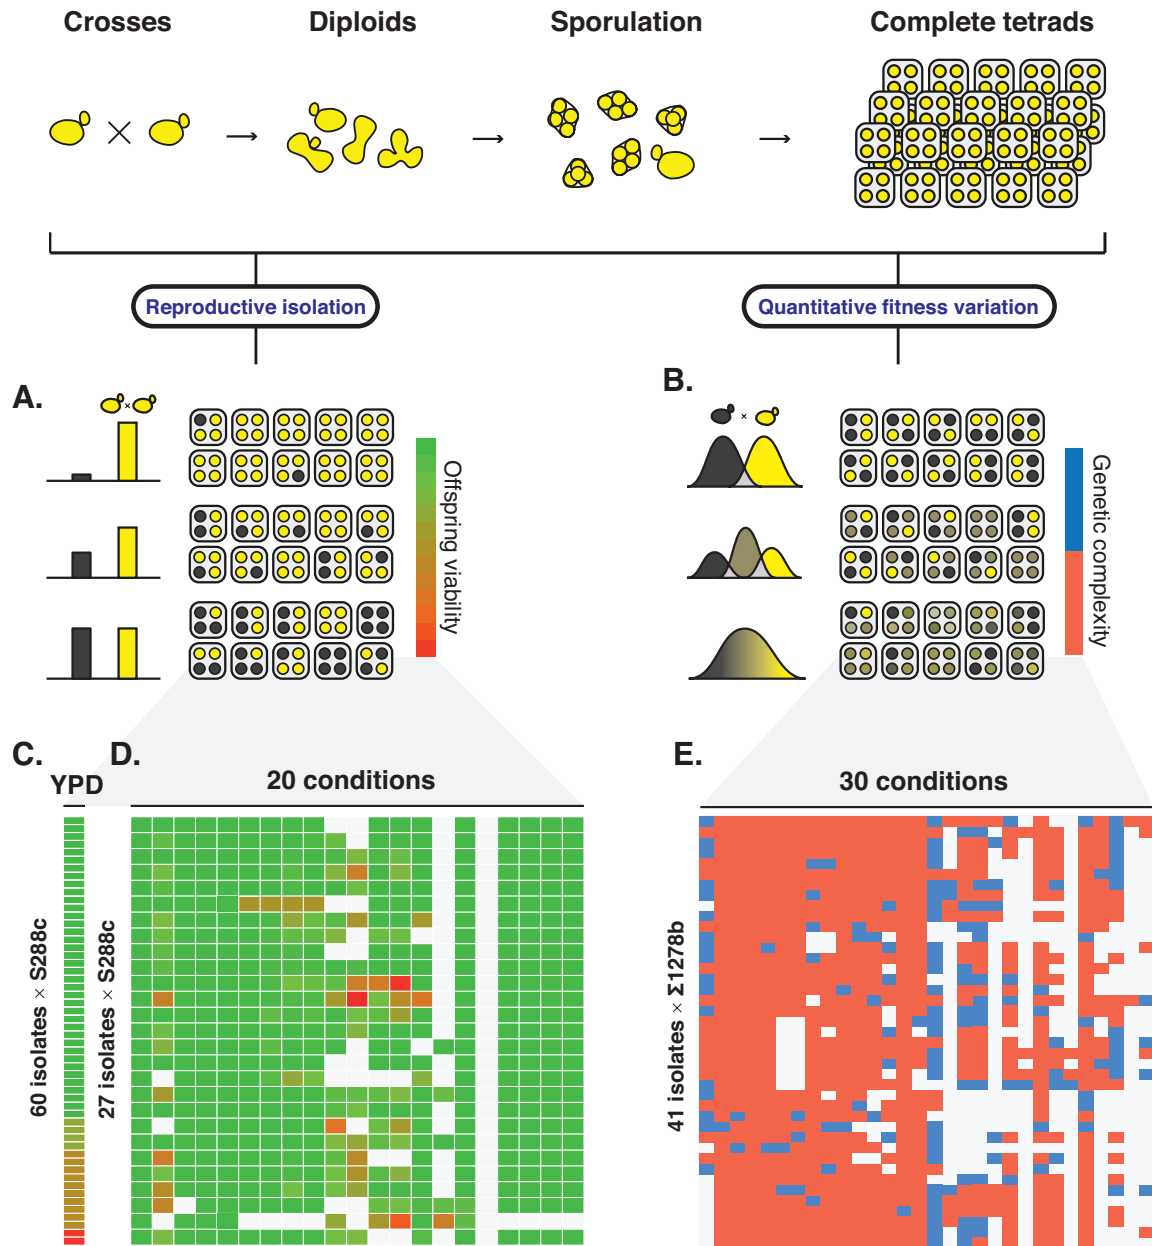 Crosses
Diploids
Sporulation
Complete tetrads
Reproductive isolation
Quantitative fitness variation
A.
×
Offspring viability
B.
×
Genetic complexity
C.
YPD
60 isolates × S288c
D.
20 conditions
27 isolates × S288c
E.
30 conditions
41 isolates × Σ1278b